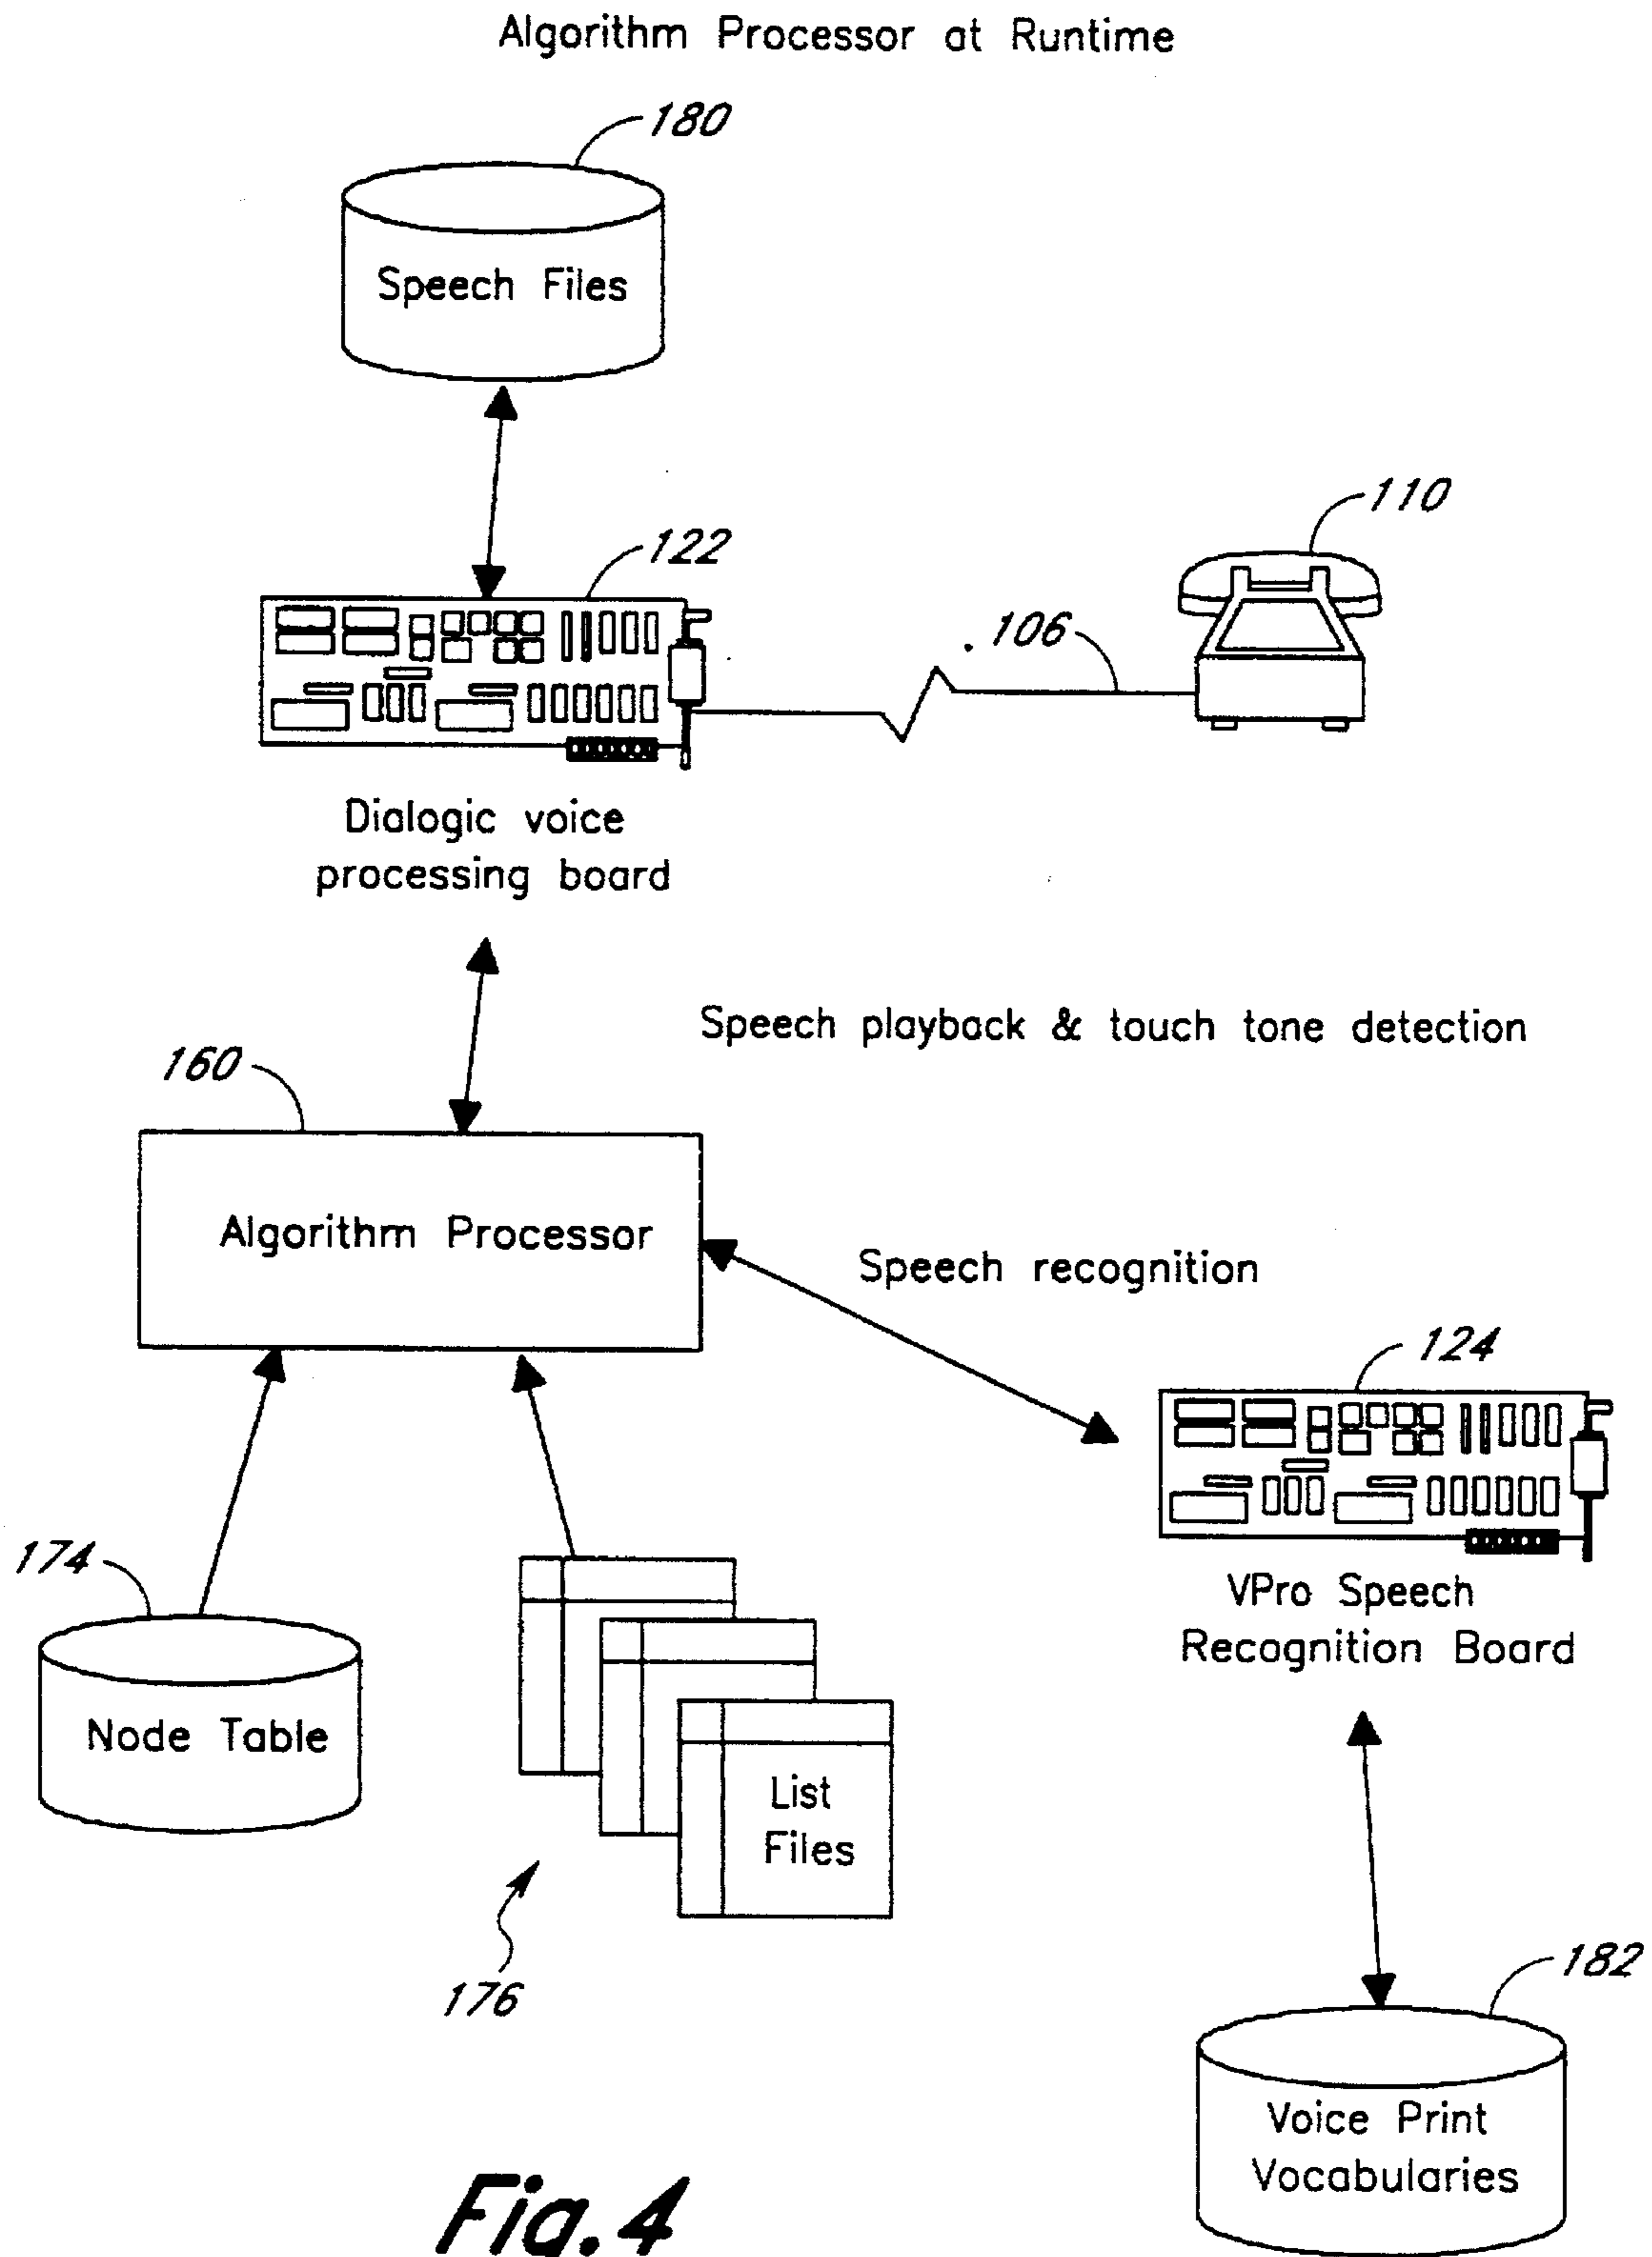 Algorithm Processor at Runtime
180
Speech Files
122
110
106
Dialogic voice
processing board
Speech playback & touch tone detection
160
Algorithm Processor
Speech recognition
124
VPro Speech
Recognition Board
174
Node Table
List
Files
176
182
Voice Print
Vocabularies
Fig. 4